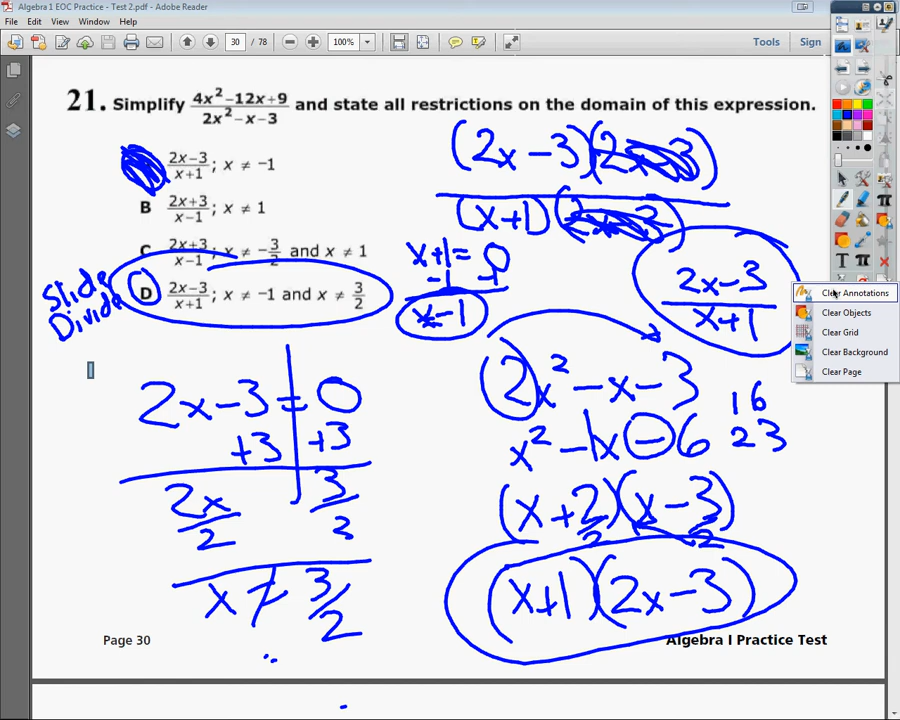 Algebra 1 EOC Practice - Test 2.pdf - Adobe Reader
File Edit View Window Help
30 / 78 100% Tools Sign
21. Simplify (4x²−12x+9)/(2x²−x−3) and state all restrictions on the domain of this expression.
(2x−3)(2x−3)
(x+1)(2x−3)
(2x−3)/(x+1); x ≠ −1
B (2x+3)/(x−1); x ≠ 1
C (2x+3)/(x−1); x ≠ −3/2 and x ≠ 1
D (2x−3)/(x+1); x ≠ −1 and x ≠ 3/2
Slide
Divide
x+1=0
−1 −1
x−1
2x−3
x+1
Clear Annotations
Clear Objects
Clear Grid
Clear Background
Clear Page
2x−3=0
+3 +3
2x 3
2 2
x≠3/2
2x²−x−3
x²−1x−6
16
23
(x+2/2)(x−3/2)
(x+1)(2x−3)
Page 30 Algebra I Practice Test